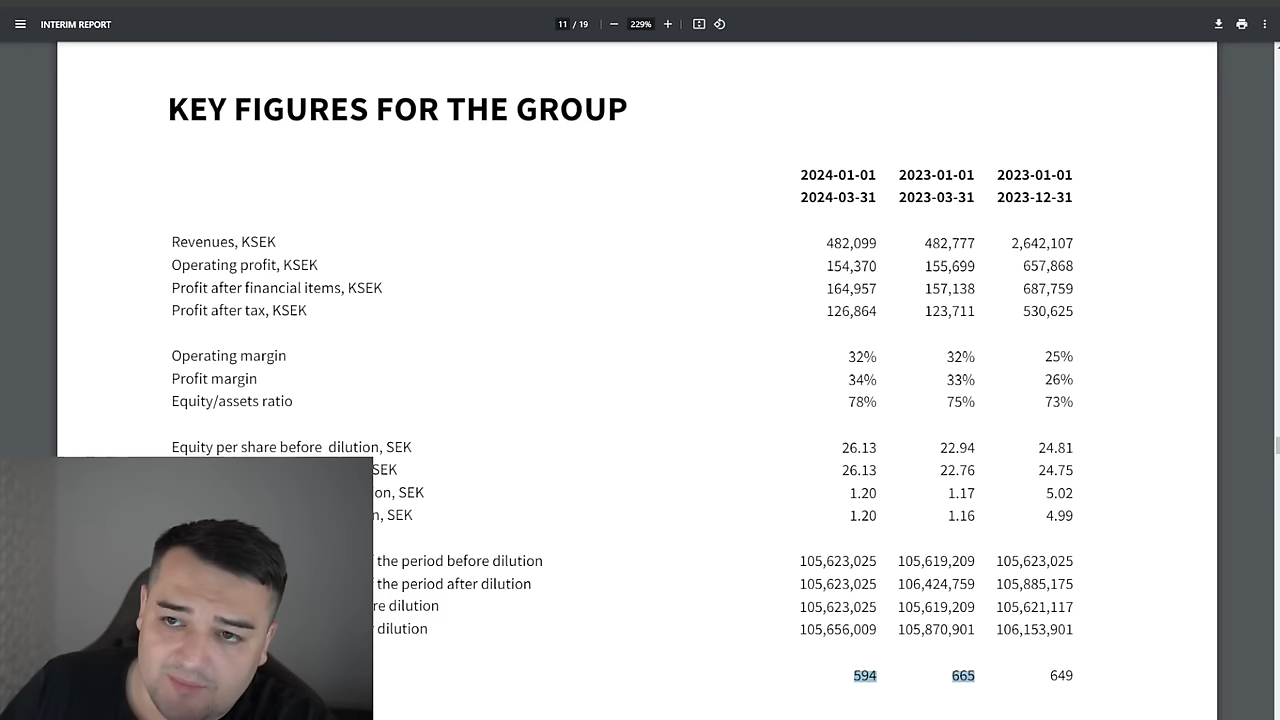 INTERIM REPORT
11 / 19
229%
KEY FIGURES FOR THE GROUP
2024-01-01 2023-01-01 2023-01-01
2024-03-31 2023-03-31 2023-12-31
Revenues, KSEK 482,099 482,777 2,642,107
Operating profit, KSEK 154,370 155,699 657,868
Profit after financial items, KSEK 164,957 157,138 687,759
Profit after tax, KSEK 126,864 123,711 530,625
Operating margin 32% 32% 25%
Profit margin 34% 33% 26%
Equity/assets ratio 78% 75% 73%
Equity per share before dilution, SEK 26.13 22.94 24.81
SEK 26.13 22.76 24.75
on, SEK 1.20 1.17 5.02
n, SEK 1.20 1.16 4.99
the period before dilution 105,623,025 105,619,209 105,623,025
the period after dilution 105,623,025 106,424,759 105,885,175
re dilution 105,623,025 105,619,209 105,621,117
dilution 105,656,009 105,870,901 106,153,901
594 665 649